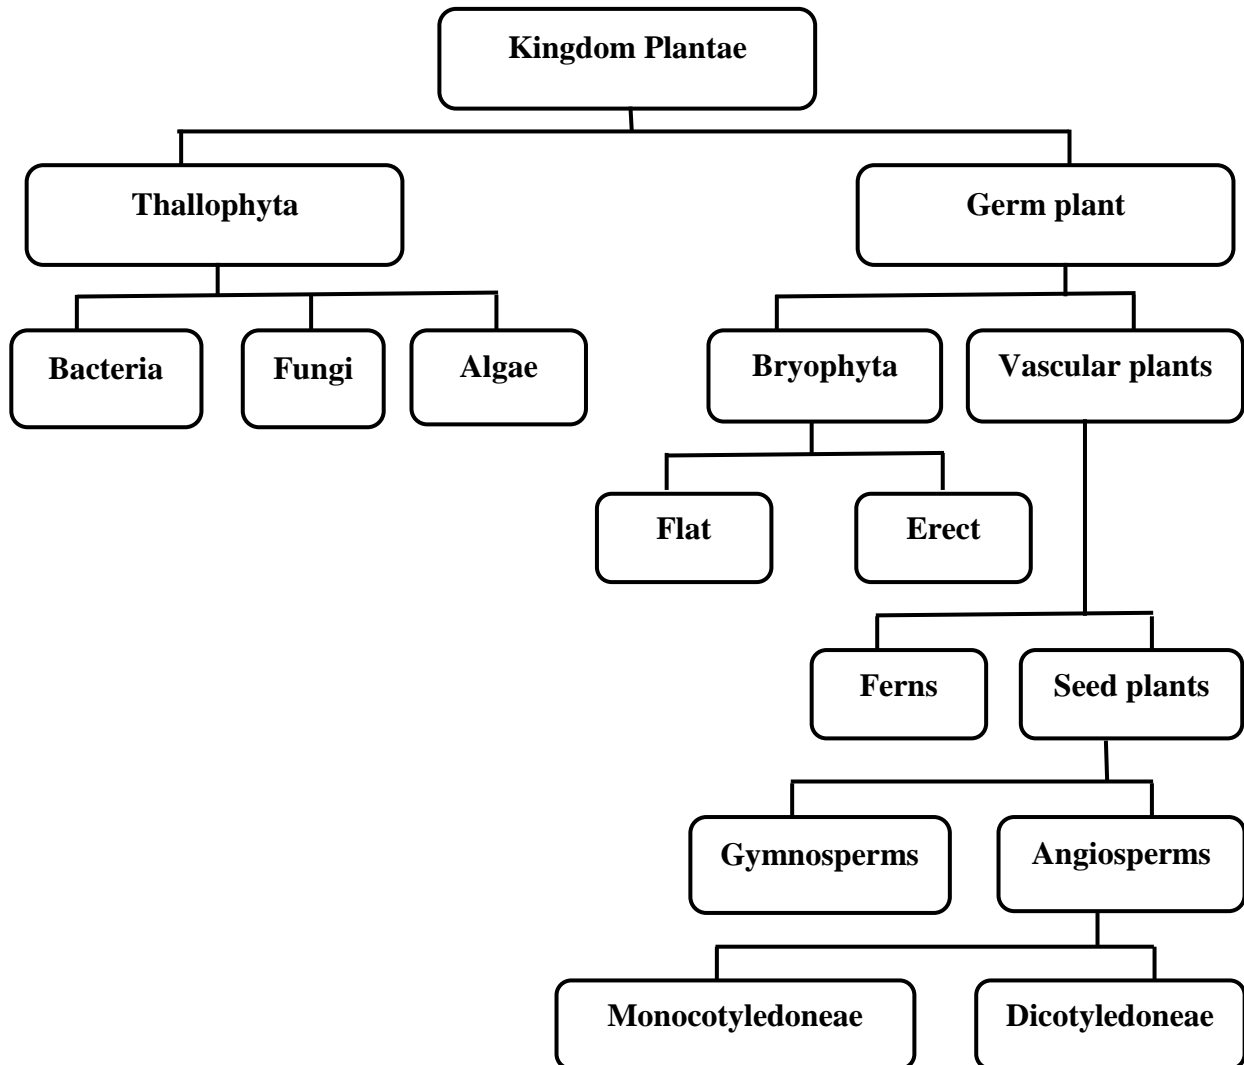 Kingdom Plantae
Thallophyta
Germ plant
Bacteria
Fungi
Algae
Bryophyta
Vascular plants
Flat
Erect
Ferns
Seed plants
Gymnosperms
Angiosperms
Monocotyledoneae
Dicotyledoneae